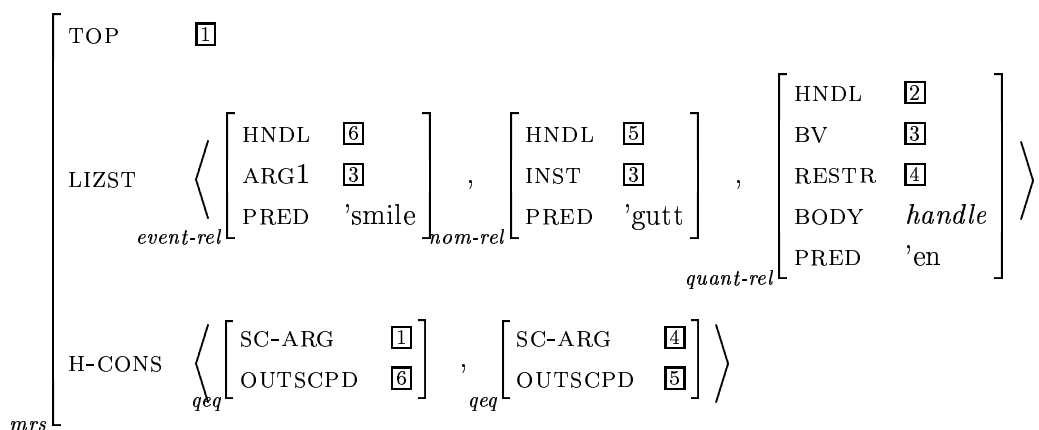 TOP 1
HNDL 2
HNDL 6 HNDL 5 BV 3
LIZST ARG1 3 , INST 3 , RESTR 4
PRED 'smile PRED 'gutt BODY handle
event-rel nom-rel PRED 'en
quant-rel
SC-ARG 1 SC-ARG 4
H-CONS ,
OUTSCPD 6 OUTSCPD 5
qeq qeq
mrs